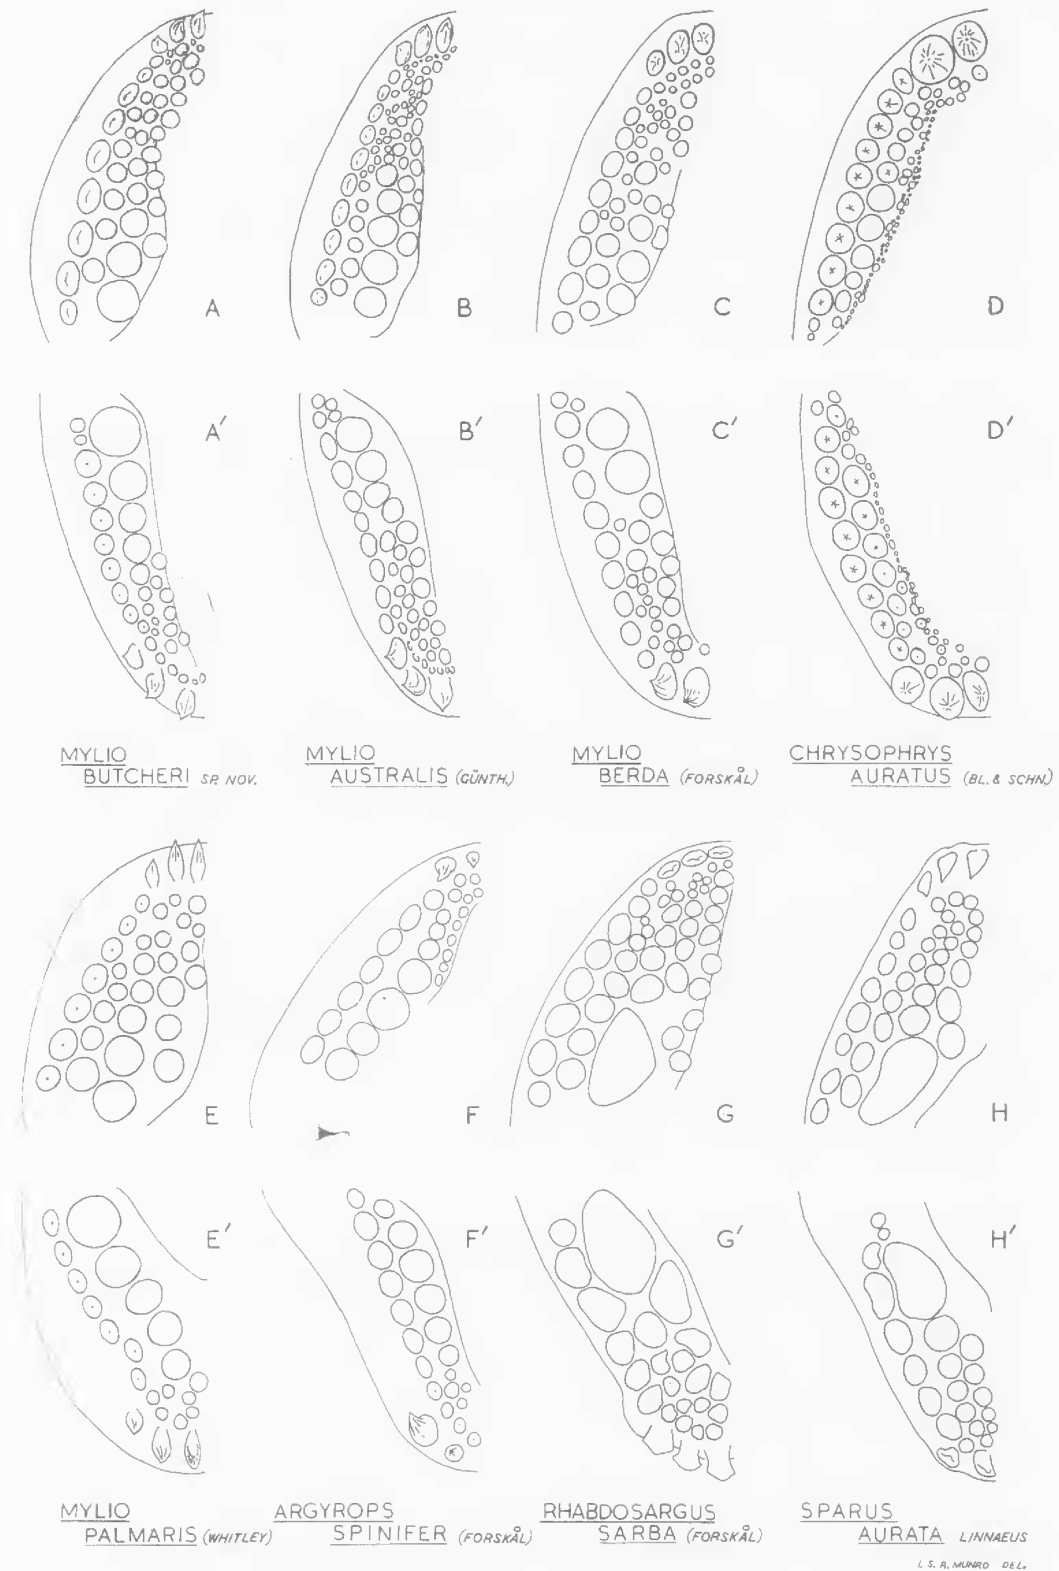 A B C D
A′ B′ C′ D′
MYLIO
BUTCHERI SP. NOV.
MYLIO
AUSTRALIS (GÜNTH.)
MYLIO
BERDA (FORSKÅL)
CHRYSOPHRYS
AURATUS (BL. & SCHN.)
E F G H
E′ F′ G′ H′
MYLIO
PALMARIS (WHITLEY)
ARGYROPS
SPINIFER (FORSKÅL)
RHABDOSARGUS
SARBA (FORSKÅL)
SPARUS
AURATA LINNAEUS
I. S. R. MUNRO DEL.